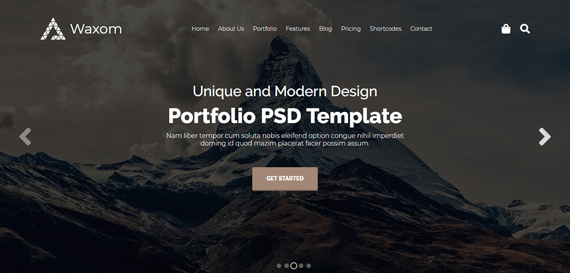 Waxom
Home About Us Portfolio Features Blog Pricing Shortcodes Contact
Unique and Modern Design
Portfolio PSD Template
Nam liber tempor cum soluta nobis eleifend option congue nihil imperdiet
doming id quod mazim placerat facer possim assum.
GET STARTED